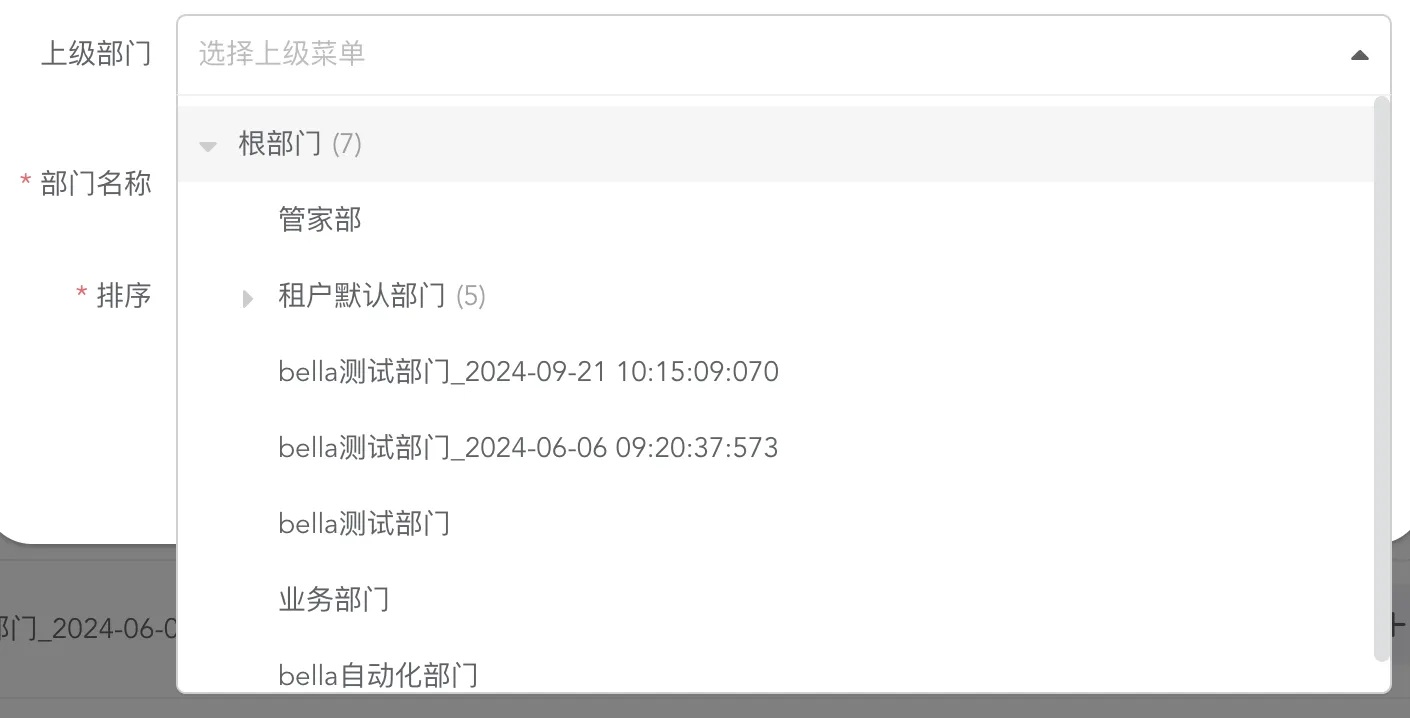 上级部门
选择上级菜单
根部门 (7)
* 部门名称
管家部
* 排序
租户默认部门 (5)
bella测试部门_2024-09-21 10:15:09:070
bella测试部门_2024-06-06 09:20:37:573
bella测试部门
业务部门
部门_2024-06-0
bella自动化部门